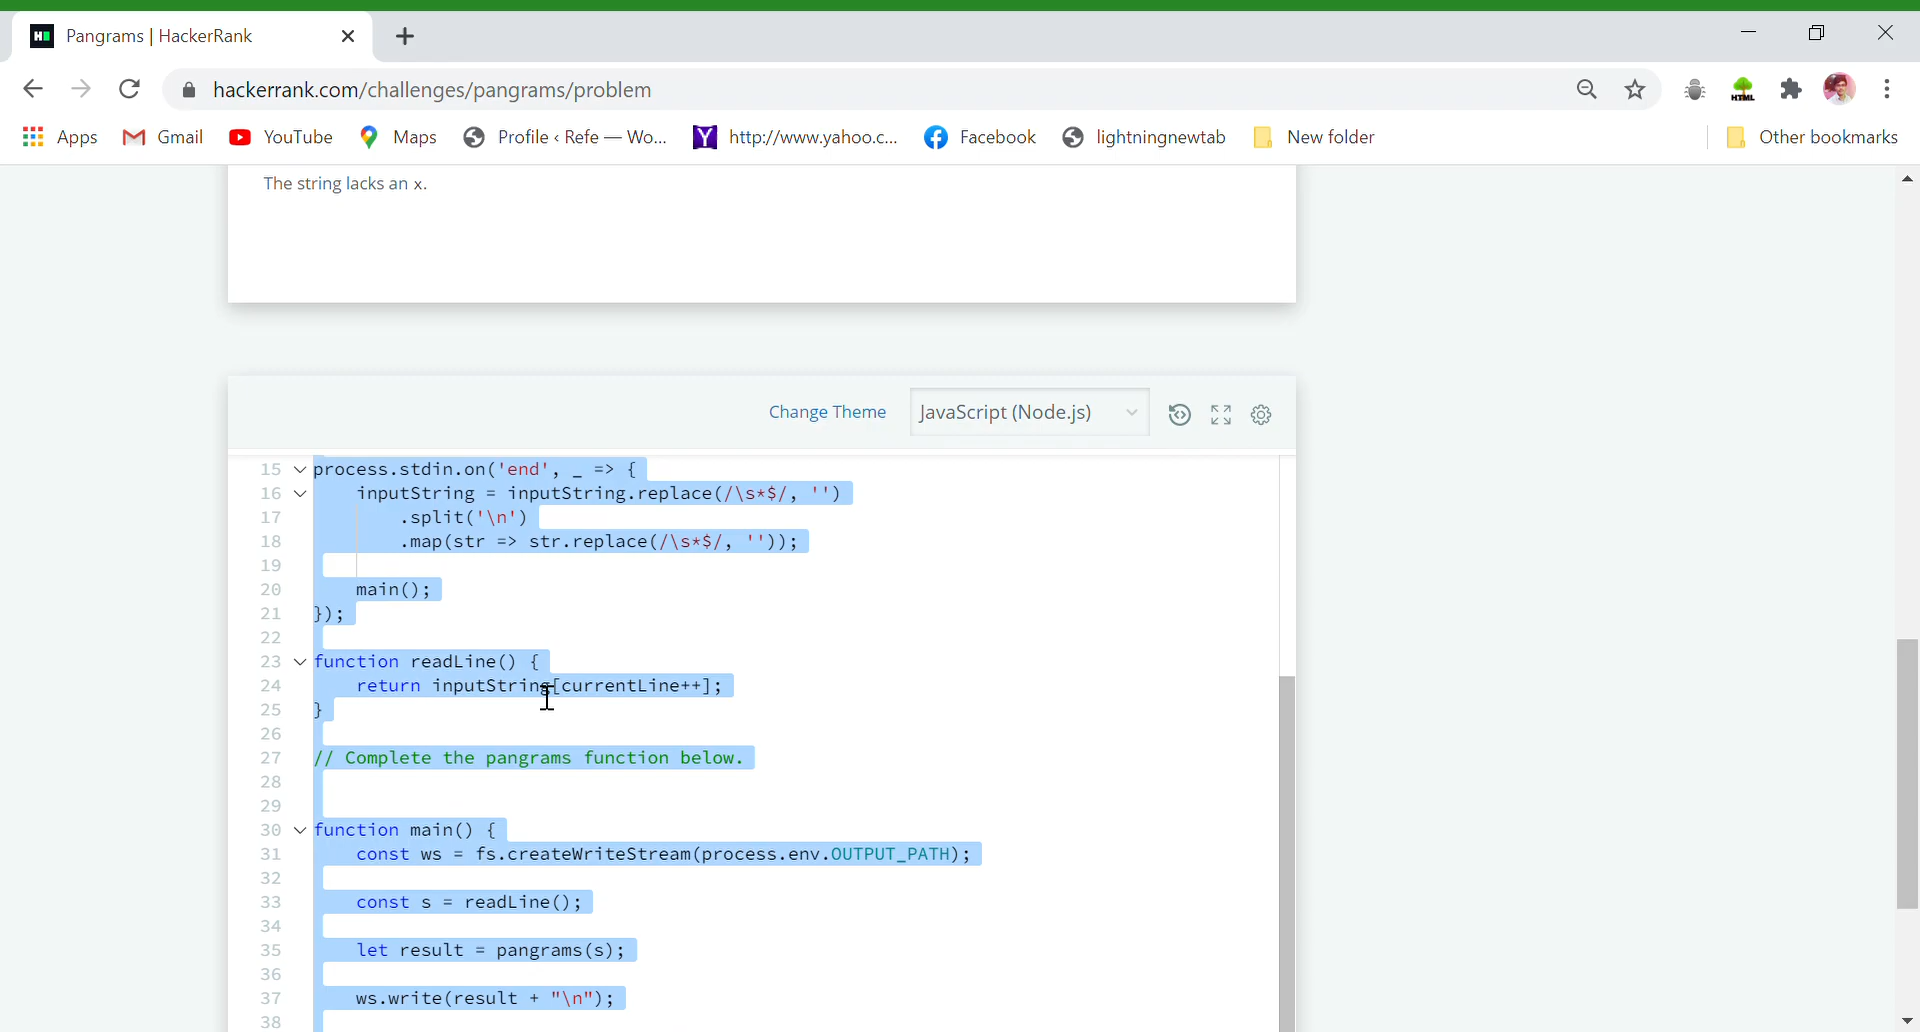 Pangrams | HackerRank
hackerrank.com/challenges/pangrams/problem
Apps Gmail YouTube Maps Profile ‹ Refe — Wo... http://www.yahoo.c... Facebook lightningnewtab New folder Other bookmarks
HTML
The string lacks an x.
Change Theme JavaScript (Node.js)
15 process.stdin.on('end', _ => {
16 inputString = inputString.replace(/\s*$/, '')
17 .split('\n')
18 .map(str => str.replace(/\s*$/, ''));
19
20 main();
21 });
22
23 function readLine() {
24 return inputString[currentLine++];
25 }
26
27 // Complete the pangrams function below.
28
29
30 function main() {
31 const ws = fs.createWriteStream(process.env.OUTPUT_PATH);
32
33 const s = readLine();
34
35 let result = pangrams(s);
36
37 ws.write(result + "\n");
38